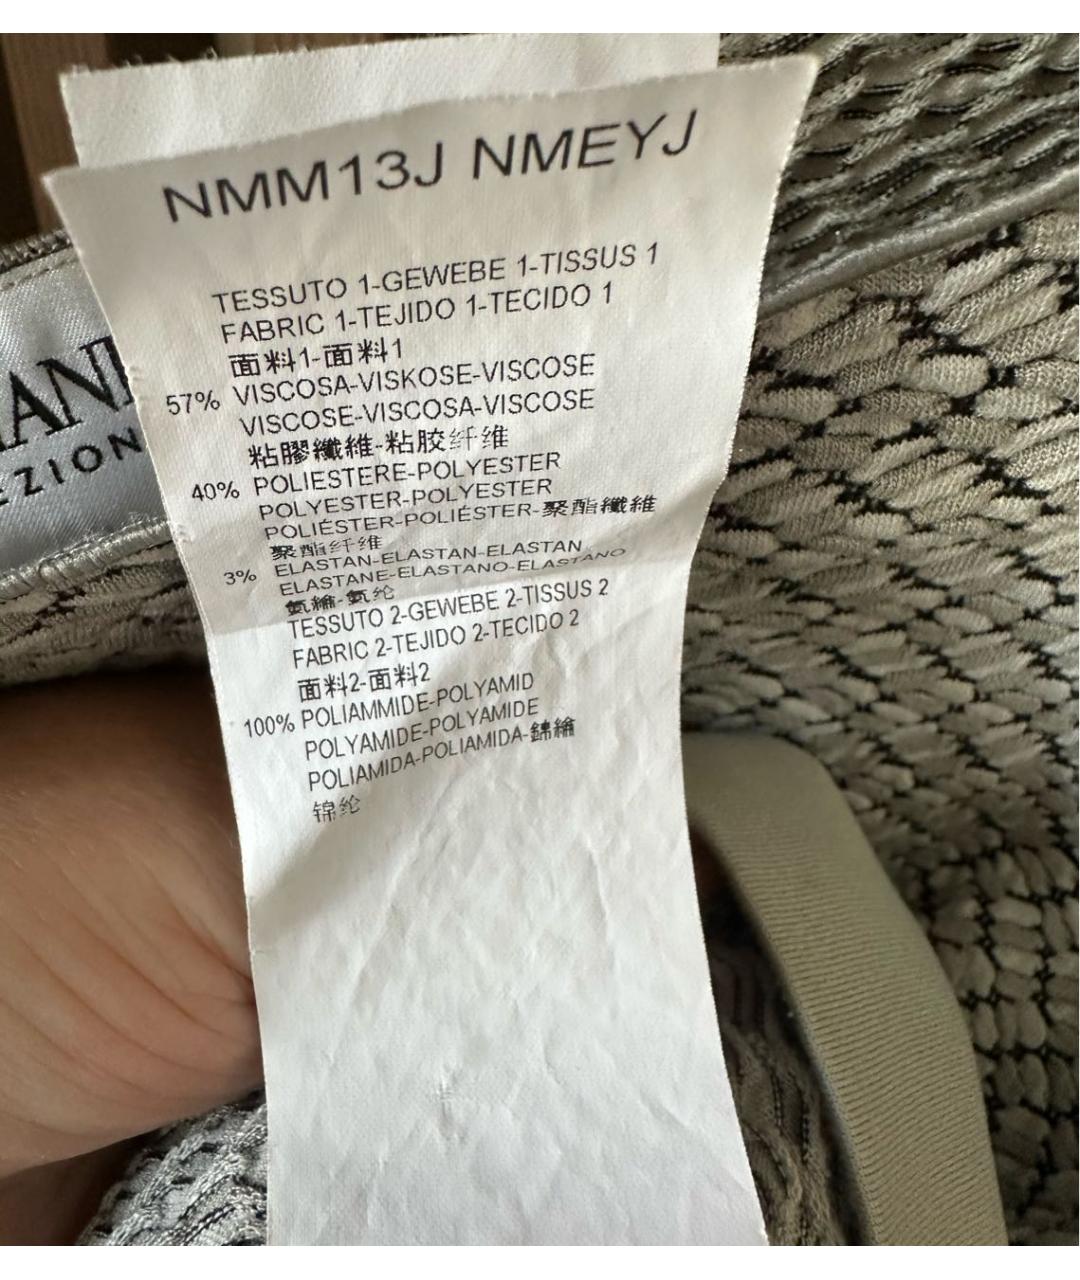 NMM13J NMEYJ
TESSUTO 1-GEWEBE 1-TISSUS 1
FABRIC 1-TEJIDO 1-TECIDO 1
面料1-面料1
57% VISCOSA-VISKOSE-VISCOSE
VISCOSE-VISCOSA-VISCOSE
粘膠纖維-粘胶纤维
40% POLIESTERE-POLYESTER
POLYESTER-POLYESTER
POLIÉSTER-POLIÉSTER-聚酯纖維
聚酯纤维
3% ELASTAN-ELASTAN-ELASTAN
ELASTANE-ELASTANO-ELASTANO
氨綸-氨纶
TESSUTO 2-GEWEBE 2-TISSUS 2
FABRIC 2-TEJIDO 2-TECIDO 2
面料2-面料2
100% POLIAMMIDE-POLYAMID
POLYAMIDE-POLYAMIDE
POLIAMIDA-POLIAMIDA-錦綸
锦纶